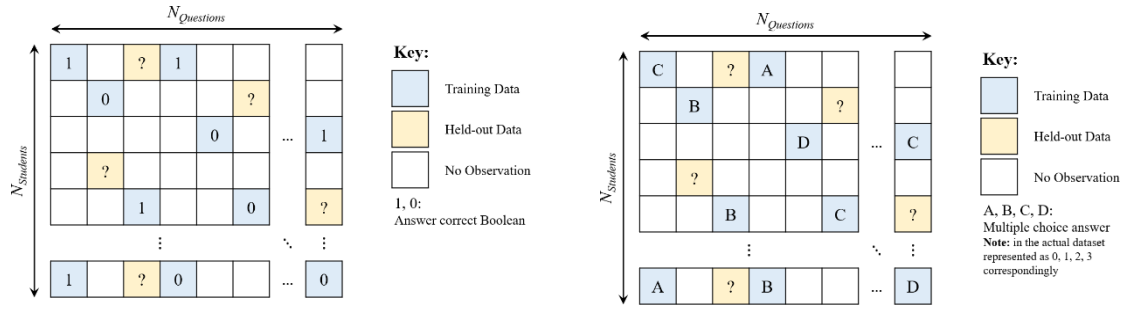 N_Questions
N_Students
1 ? 1
0 ?
0 ... 1
?
1 0 ?
⋮ ⋱ ⋮
1 ? 0 ... 0
Key:
Training Data
Held-out Data
No Observation
1, 0:
Answer correct Boolean
N_Questions
N_Students
C ? A
B ?
D ... C
?
B C ?
⋮ ⋱ ⋮
A ? B ... D
Key:
Training Data
Held-out Data
No Observation
A, B, C, D:
Multiple choice answer
Note: in the actual dataset
represented as 0, 1, 2, 3
correspondingly